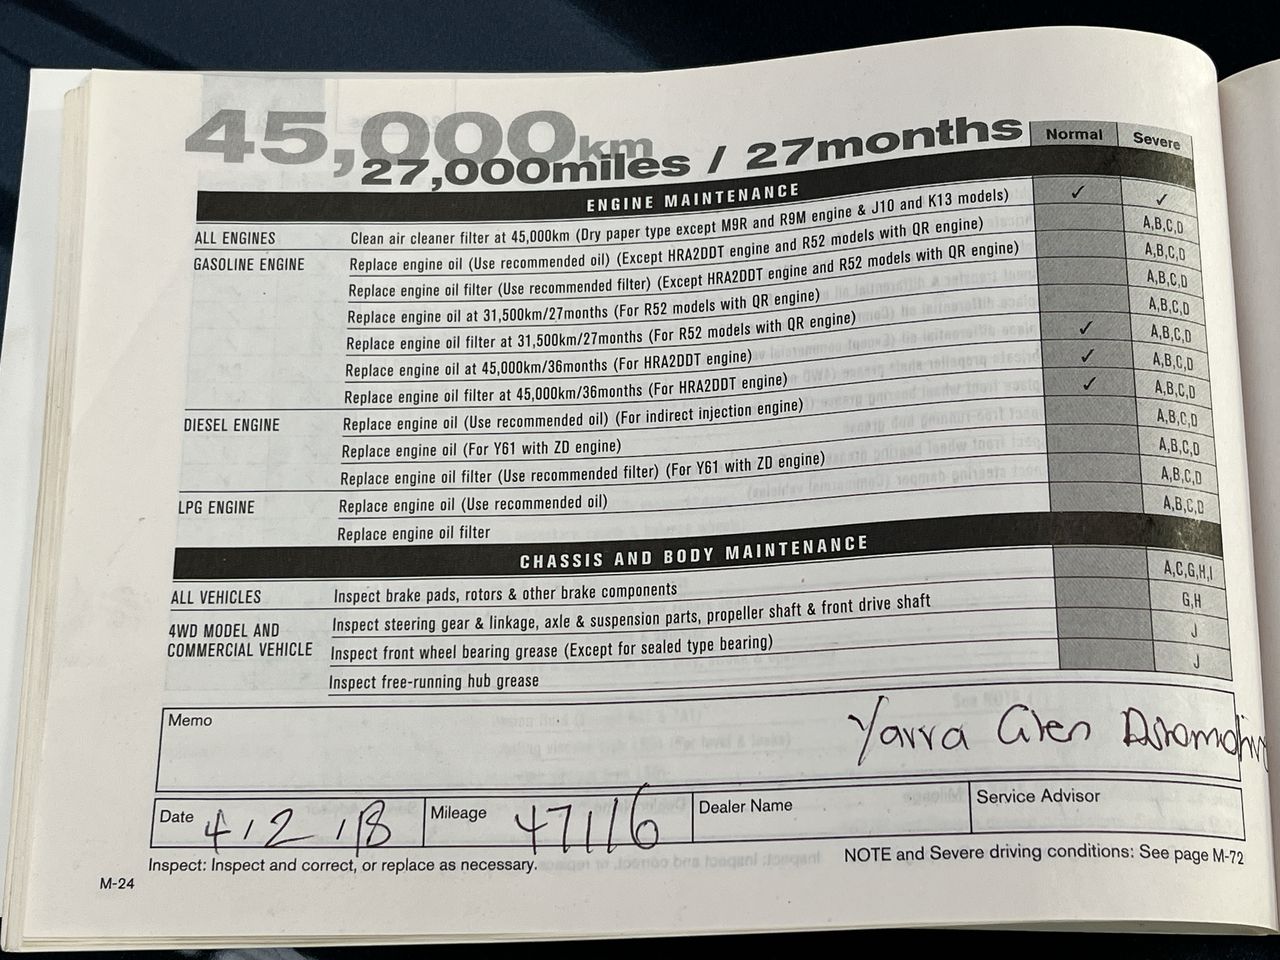 45,000km
27,000miles / 27months
Normal Severe
ENGINE MAINTENANCE
ALL ENGINES Clean air cleaner filter at 45,000km (Dry paper type except M9R and R9M engine & J10 and K13 models) ✓ ✓
GASOLINE ENGINE Replace engine oil (Use recommended oil) (Except HRA2DDT engine and R52 models with QR engine) A,B,C,D
Replace engine oil filter (Use recommended filter) (Except HRA2DDT engine and R52 models with QR engine) A,B,C,D
Replace engine oil at 31,500km/27months (For R52 models with QR engine) A,B,C,D
Replace engine oil filter at 31,500km/27months (For R52 models with QR engine) A,B,C,D
Replace engine oil at 45,000km/36months (For HRA2DDT engine) ✓ A,B,C,D
Replace engine oil filter at 45,000km/36months (For HRA2DDT engine) ✓ A,B,C,D
DIESEL ENGINE Replace engine oil (Use recommended oil) (For indirect injection engine) ✓ A,B,C,D
Replace engine oil (For Y61 with ZD engine) A,B,C,D
Replace engine oil filter (Use recommended filter) (For Y61 with ZD engine) A,B,C,D
LPG ENGINE Replace engine oil (Use recommended oil) A,B,C,D
Replace engine oil filter A,B,C,D
CHASSIS AND BODY MAINTENANCE
ALL VEHICLES Inspect brake pads, rotors & other brake components A,C,G,H,I
4WD MODEL AND COMMERCIAL VEHICLE Inspect steering gear & linkage, axle & suspension parts, propeller shaft & front drive shaft G,H
Inspect front wheel bearing grease (Except for sealed type bearing) J
Inspect free-running hub grease J
Memo
Yarra Glen
Date 4/2/18 Mileage 47116 Dealer Name Service Advisor
Inspect: Inspect and correct, or replace as necessary. NOTE and Severe driving conditions: See page M-72
M-24